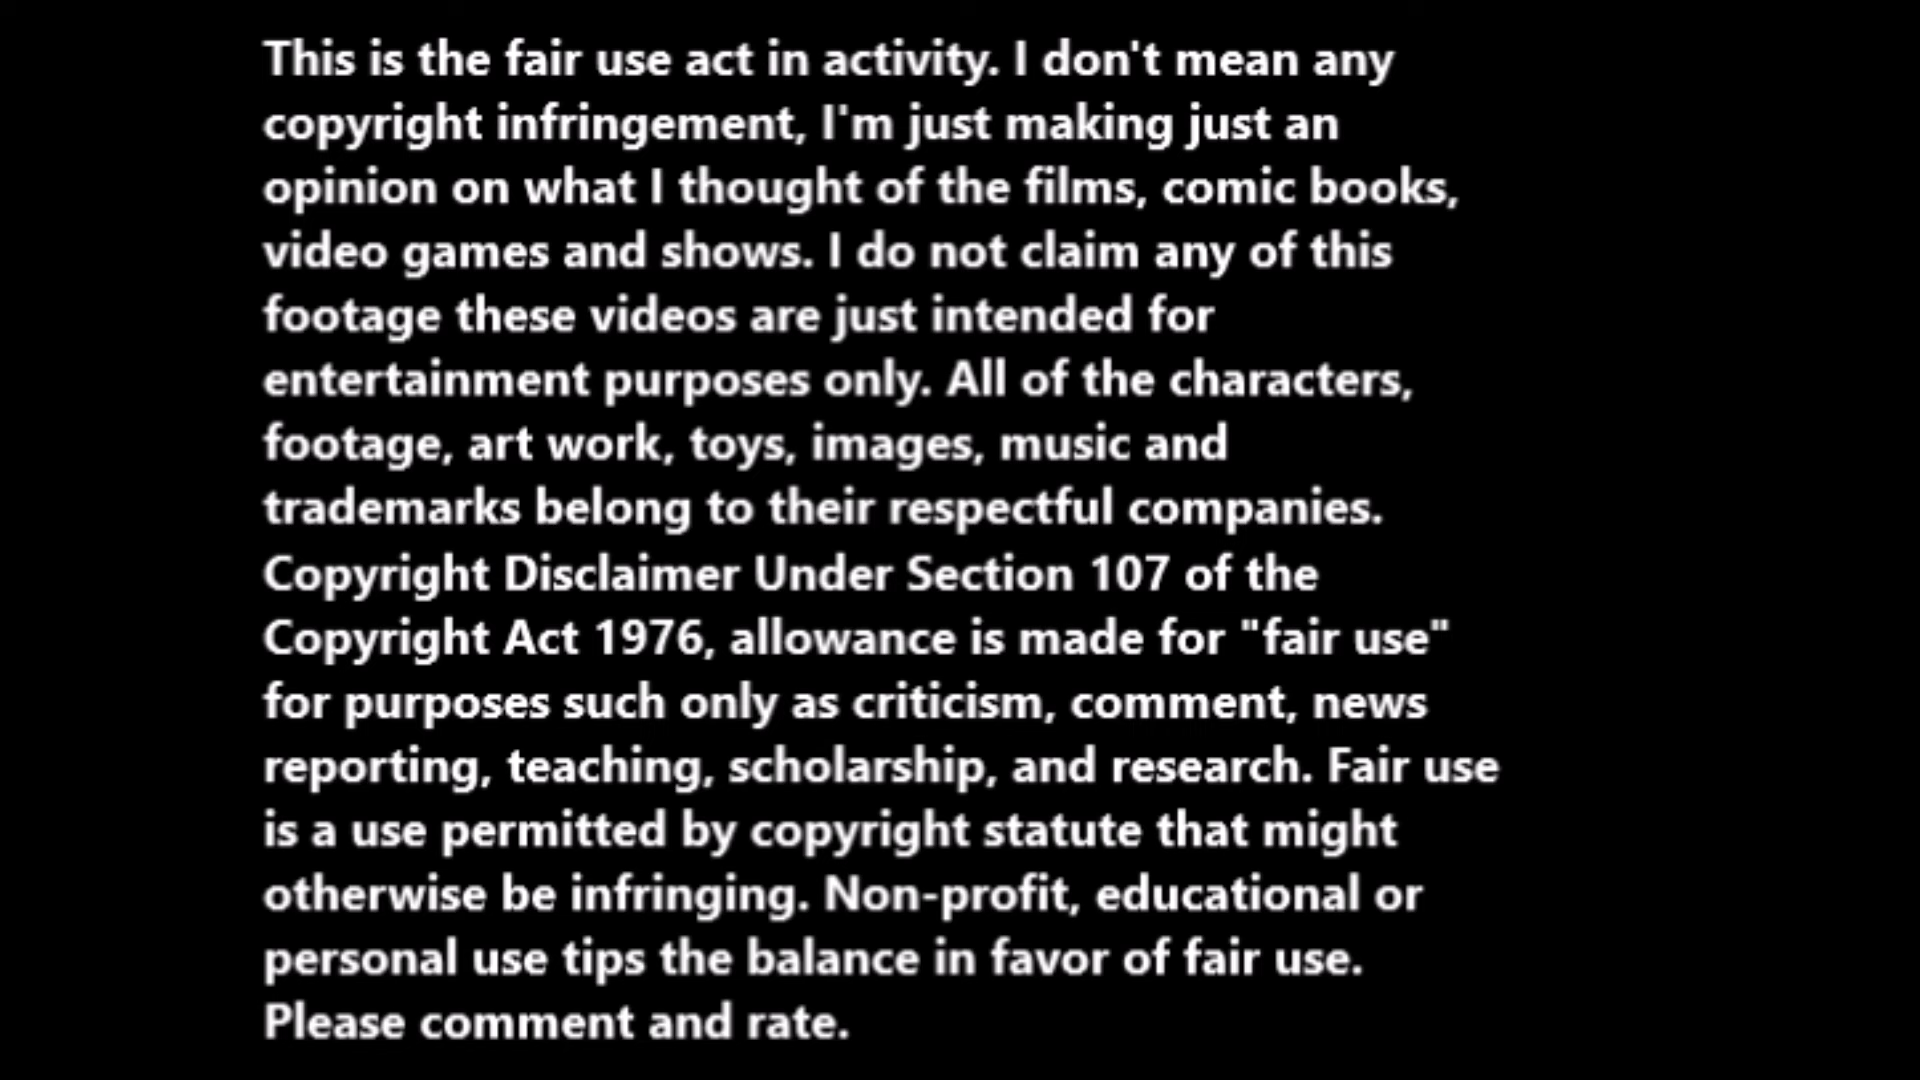 This is the fair use act in activity. I don't mean any
copyright infringement, I'm just making just an
opinion on what I thought of the films, comic books,
video games and shows. I do not claim any of this
footage these videos are just intended for
entertainment purposes only. All of the characters,
footage, art work, toys, images, music and
trademarks belong to their respectful companies.
Copyright Disclaimer Under Section 107 of the
Copyright Act 1976, allowance is made for "fair use"
for purposes such only as criticism, comment, news
reporting, teaching, scholarship, and research. Fair use
is a use permitted by copyright statute that might
otherwise be infringing. Non-profit, educational or
personal use tips the balance in favor of fair use.
Please comment and rate.